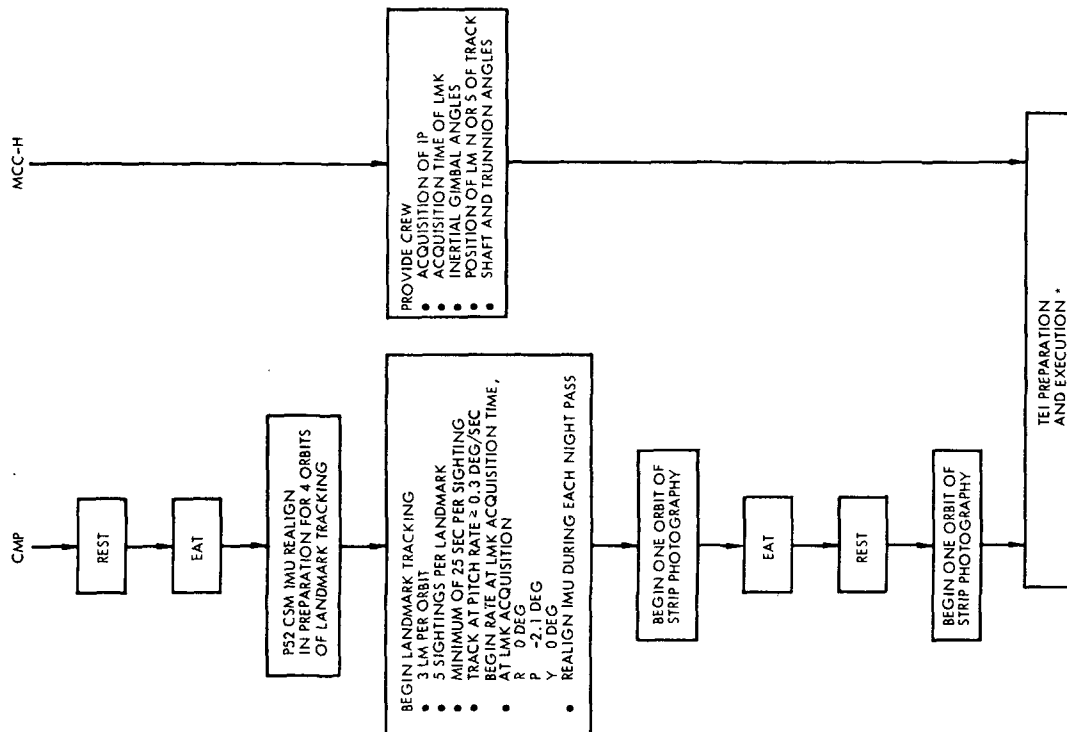 CMP
REST
EAT
P52 CSM IMU REALIGN
IN PREPARATION FOR 4 ORBITS
OF LANDMARK TRACKING
BEGIN LANDMARK TRACKING
• 3 LM PER ORBIT
• 5 SIGHTINGS PER LANDMARK
• MINIMUM OF 25 SEC PER SIGHTING
• TRACK AT PITCH RATE ≥ 0.3 DEG/SEC
BEGIN RATE AT LMK ACQUISITION TIME,
• AT LMK ACQUISITION
R 0 DEG
P -2.1 DEG
Y 0 DEG
• REALIGN IMU DURING EACH NIGHT PASS
BEGIN ONE ORBIT OF
STRIP PHOTOGRAPHY
EAT
REST
BEGIN ONE ORBIT OF
STRIP PHOTOGRAPHY
MCC-H
PROVIDE CREW
• ACQUISITION OF IP
• ACQUISITION TIME OF LMK
• INERTIAL GIMBAL ANGLES
• POSITION OF LM N OR S OF TRACK
• SHAFT AND TRUNNION ANGLES
TEI PREPARATION
AND EXECUTION *